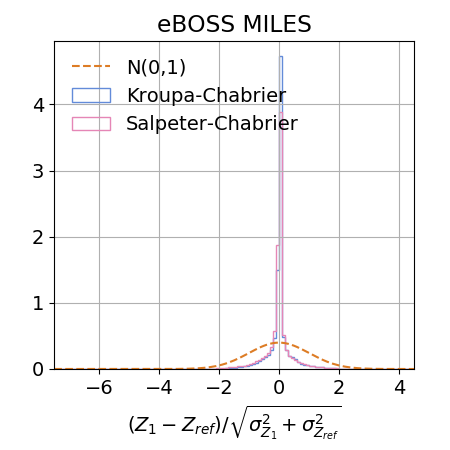 eBOSS MILES
N(0,1)
Kroupa-Chabrier
Salpeter-Chabrier
4
3
2
1
0
−6 −4 −2 0 2 4
(Z₁ − Z_ref)/√(σ²_Z₁ + σ²_Z_ref)